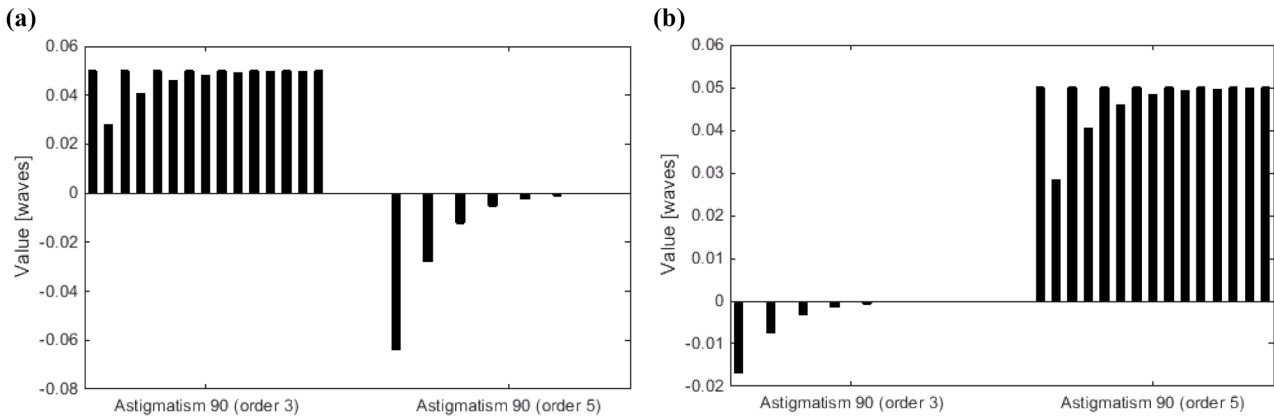 (a)
0.06
0.04
0.02
0
-0.02
-0.04
-0.06
-0.08
Value [waves]
Astigmatism 90 (order 3)
Astigmatism 90 (order 5)
(b)
0.06
0.05
0.04
0.03
0.02
0.01
0
-0.01
-0.02
Value [waves]
Astigmatism 90 (order 3)
Astigmatism 90 (order 5)